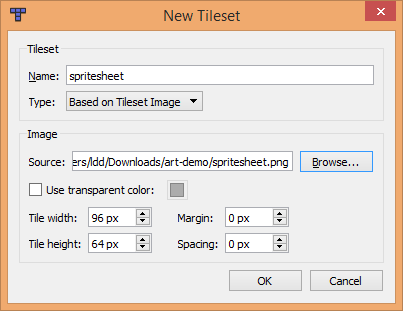 New Tileset
Tileset
Name: spritesheet
Type: Based on Tileset Image
Image
Source: ers/ldd/Downloads/art-demo/spritesheet.png Browse...
Use transparent color:
Tile width: 96 px Margin: 0 px
Tile height: 64 px Spacing: 0 px
OK Cancel